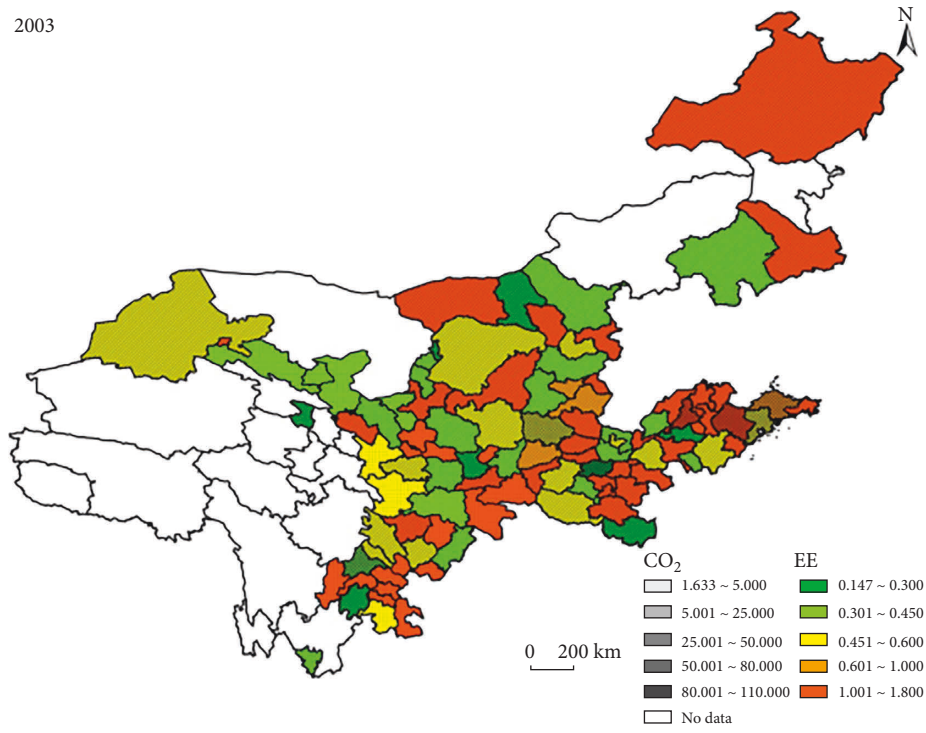 2003
N
0 200 km
CO2 EE
1.633 ~ 5.000 0.147 ~ 0.300
5.001 ~ 25.000 0.301 ~ 0.450
25.001 ~ 50.000 0.451 ~ 0.600
50.001 ~ 80.000 0.601 ~ 1.000
80.001 ~ 110.000 1.001 ~ 1.800
No data